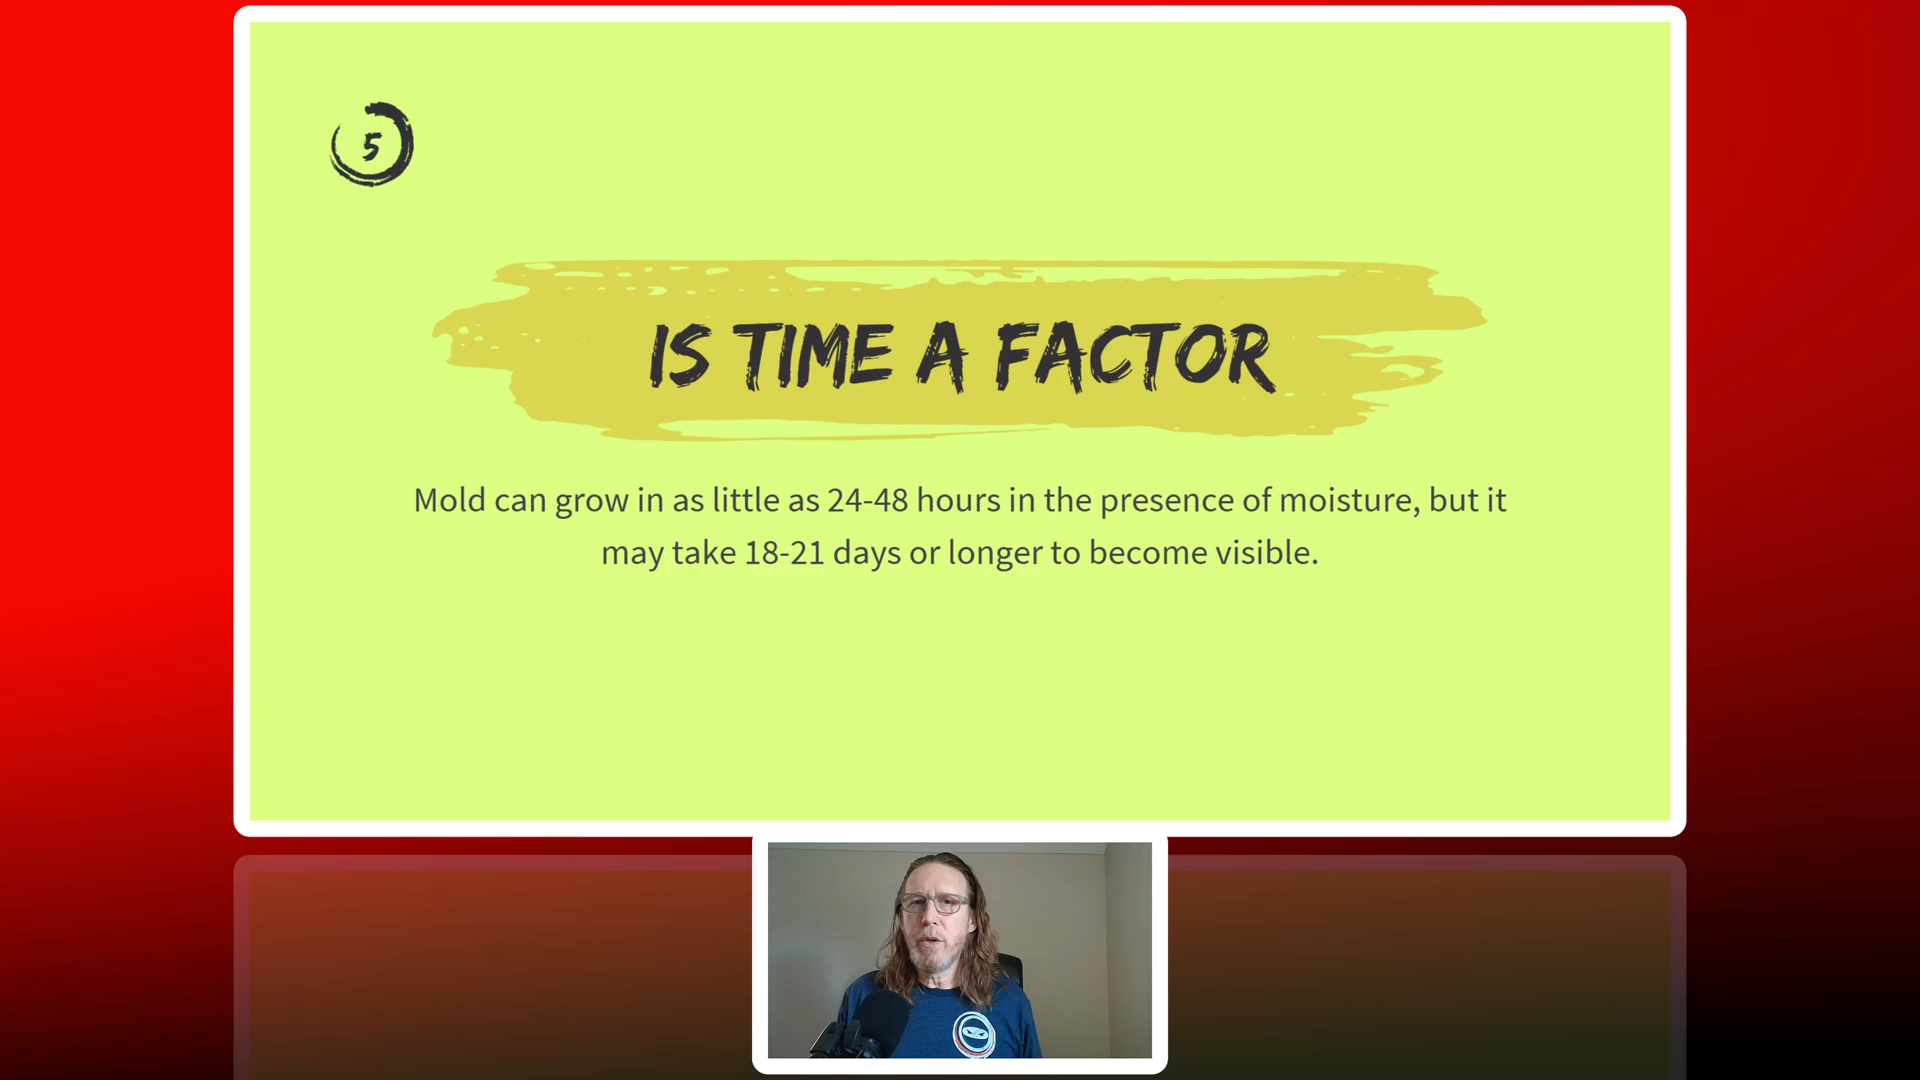 5
IS TIME A FACTOR
Mold can grow in as little as 24-48 hours in the presence of moisture, but it
may take 18-21 days or longer to become visible.